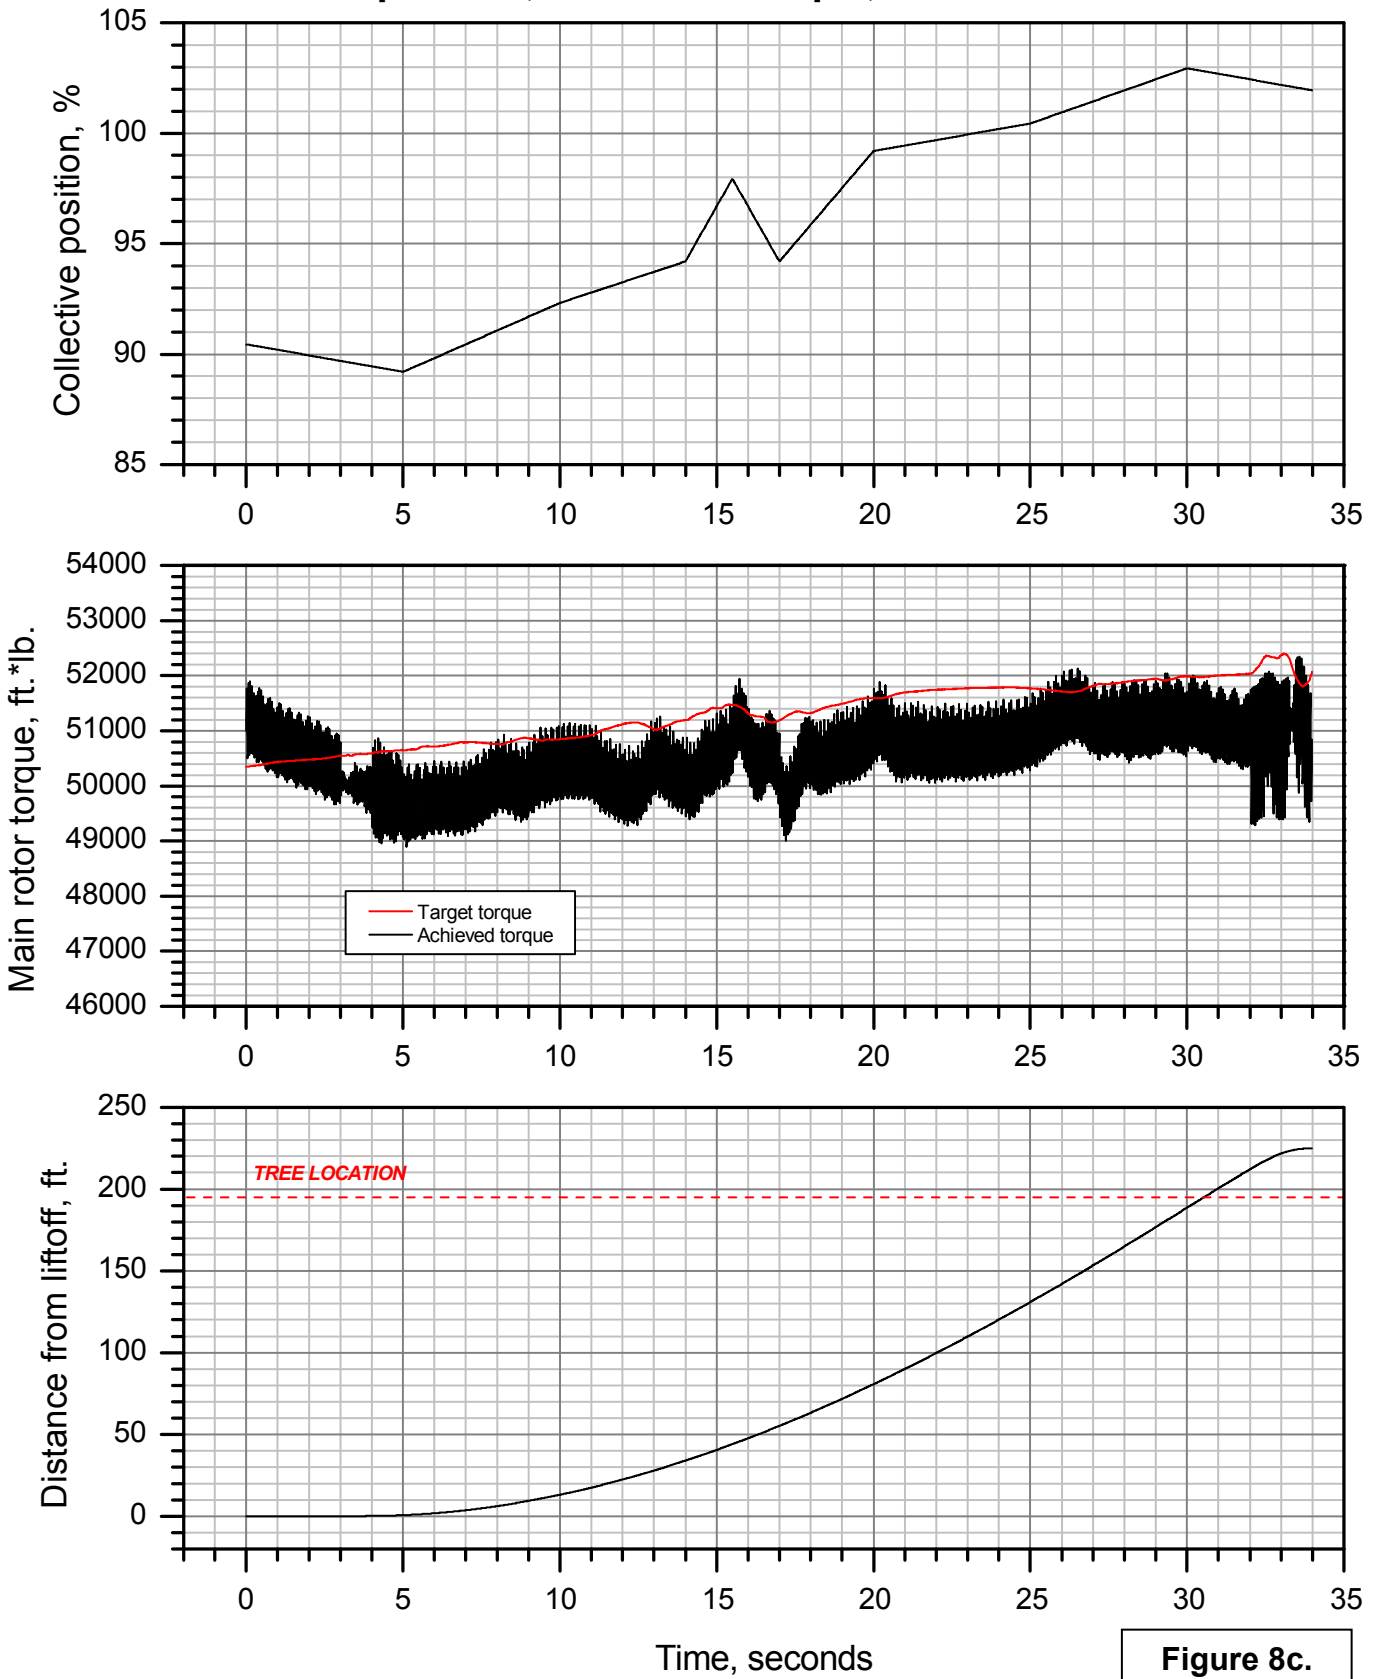 105
100
95
90
85
Collective position, %
0 5 10 15 20 25 30 35
54000
53000
52000
51000
50000
49000
48000
47000
46000
Main rotor torque, ft.*lb.
Target torque
Achieved torque
0 5 10 15 20 25 30 35
250
200
150
100
50
0
Distance from liftoff, ft.
TREE LOCATION
0 5 10 15 20 25 30 35
Time, seconds
Figure 8c.